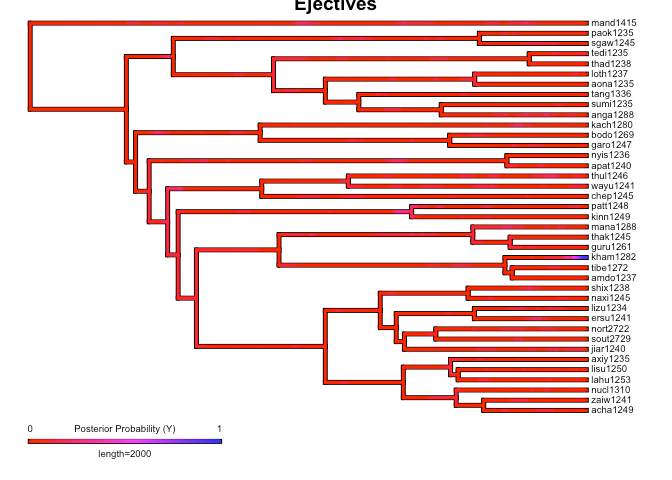 Ejectives
mand1415
paok1235
sgaw1245
tedi1235
thad1238
loth1237
aona1235
tang1336
sumi1235
anga1288
kach1280
bodo1269
garo1247
nyis1236
apat1240
thul1246
wayu1241
chep1245
patt1248
kinn1249
mana1288
thak1245
guru1261
kham1282
tibe1272
amdo1237
shix1238
naxi1245
lizu1234
ersu1241
nort2722
sout2729
jiar1240
axiy1235
lisu1250
lahu1253
nucl1310
zaiw1241
acha1249
0 Posterior Probability (Y) 1
length=2000